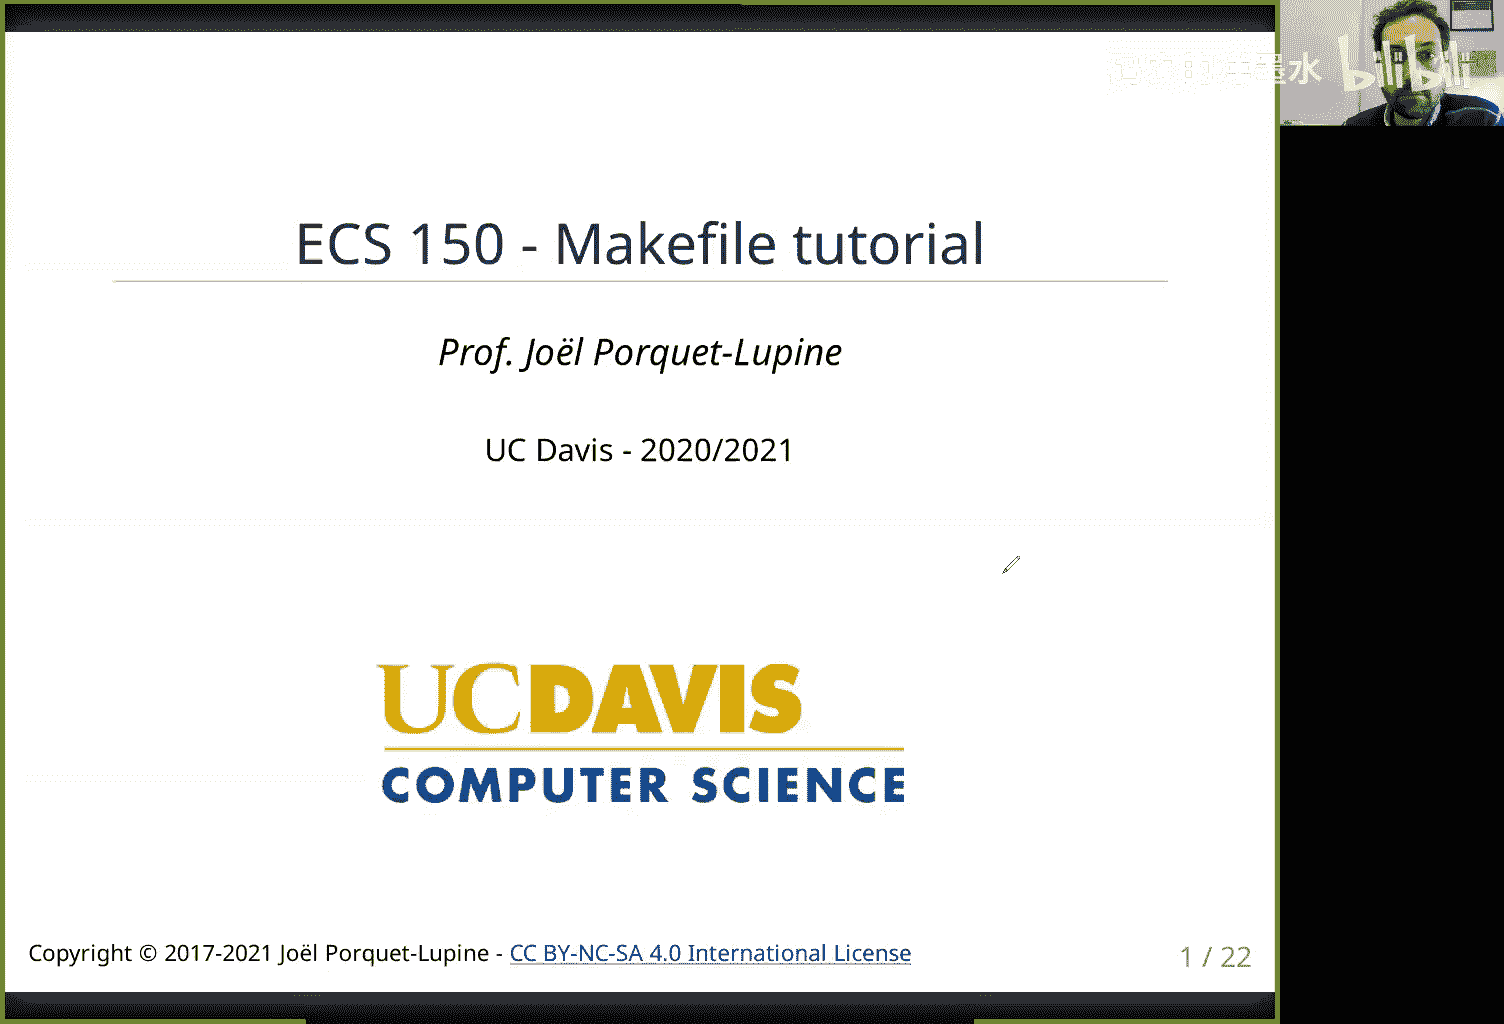 bilibili
ECS 150 - Makefile tutorial
Prof. Joël Porquet-Lupine
UC Davis - 2020/2021
UCDAVIS
COMPUTER SCIENCE
Copyright © 2017-2021 Joël Porquet-Lupine - CC BY-NC-SA 4.0 International License
1 / 22